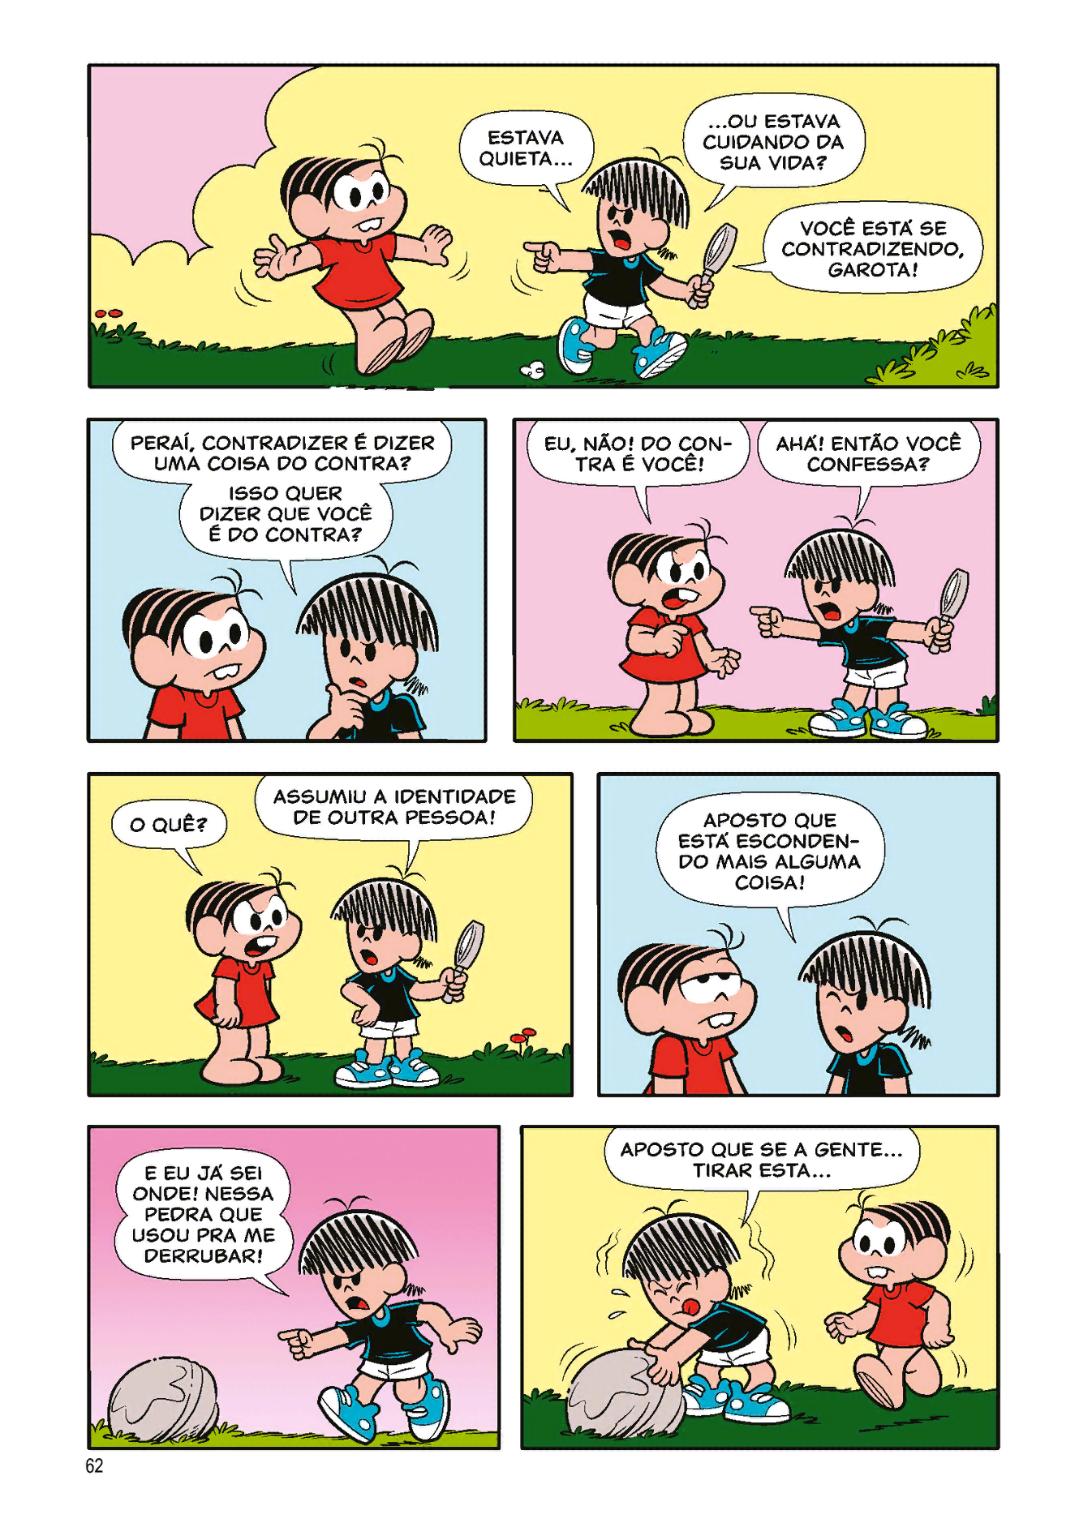 ESTAVA
QUIETA...
...OU ESTAVA
CUIDANDO DA
SUA VIDA?
VOCÊ ESTÁ SE
CONTRADIZENDO,
GAROTA!
PERAÍ, CONTRADIZER É DIZER
UMA COISA DO CONTRA?
ISSO QUER
DIZER QUE VOCÊ
É DO CONTRA?
EU, NÃO! DO CON-
TRA É VOCÊ!
AHÁ! ENTÃO VOCÊ
CONFESSA?
O QUÊ?
ASSUMIU A IDENTIDADE
DE OUTRA PESSOA!
APOSTO QUE
ESTÁ ESCONDEN-
DO MAIS ALGUMA
COISA!
E EU JÁ SEI
ONDE! NESSA
PEDRA QUE
USOU PRA ME
DERRUBAR!
APOSTO QUE SE A GENTE...
TIRAR ESTA...
62